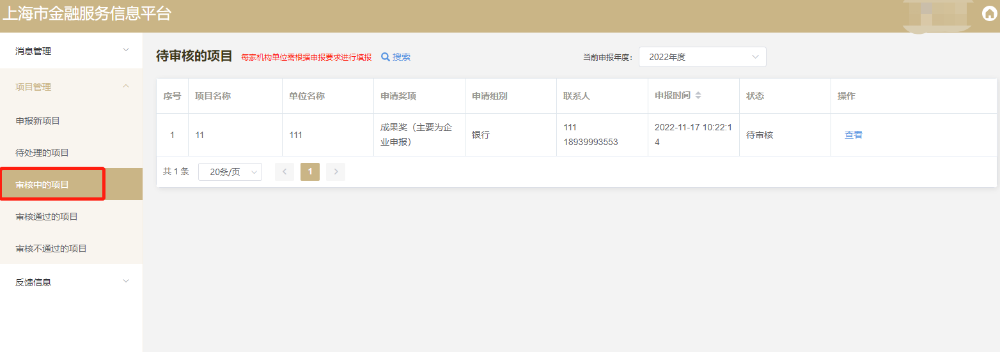 上海市金融服务信息平台
消息管理
项目管理
申报新项目
待处理的项目
审核中的项目
审核通过的项目
审核不通过的项目
反馈信息
待审核的项目 每家机构单位需根据申报要求进行填报 搜索 当前申报年度： 2022年度
序号 项目名称 单位名称 申请奖项 申请组别 联系人 申报时间 状态 操作
1 11 111 成果奖（主要为企业申报） 银行 111 18939993553 2022-11-17 10:22:14 待审核 查看
共 1 条 20条/页 1